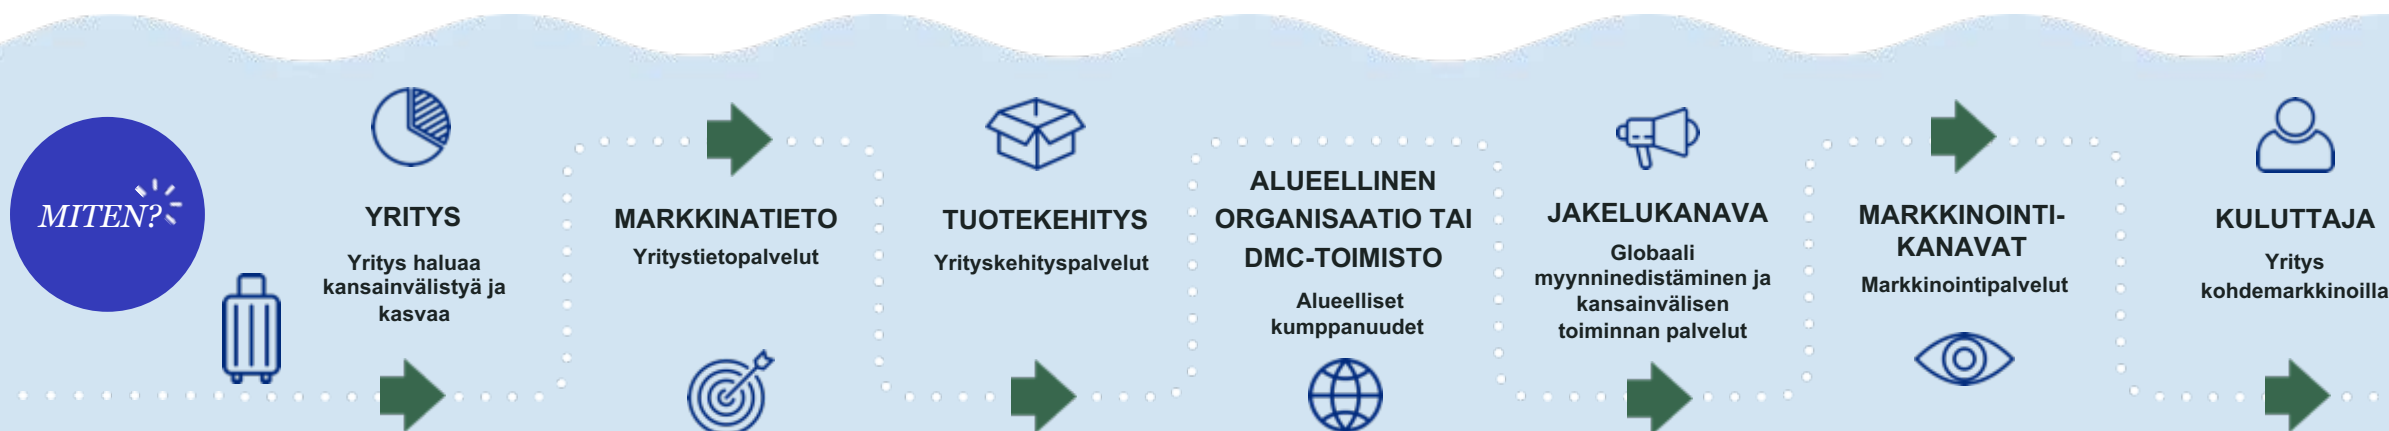 MITEN?
YRITYS
Yritys haluaa
kansainvälistyä ja
kasvaa
MARKKINATIETO
Yritystietopalvelut
TUOTEKEHITYS
Yrityskehityspalvelut
ALUEELLINEN
ORGANISAATIO TAI
DMC-TOIMISTO
Alueelliset
kumppanuudet
JAKELUKANAVA
Globaali
myynninedistäminen ja
kansainvälisen
toiminnan palvelut
MARKKINOINTI-
KANAVAT
Markkinointipalvelut
KULUTTAJA
Yritys
kohdemarkkinoilla